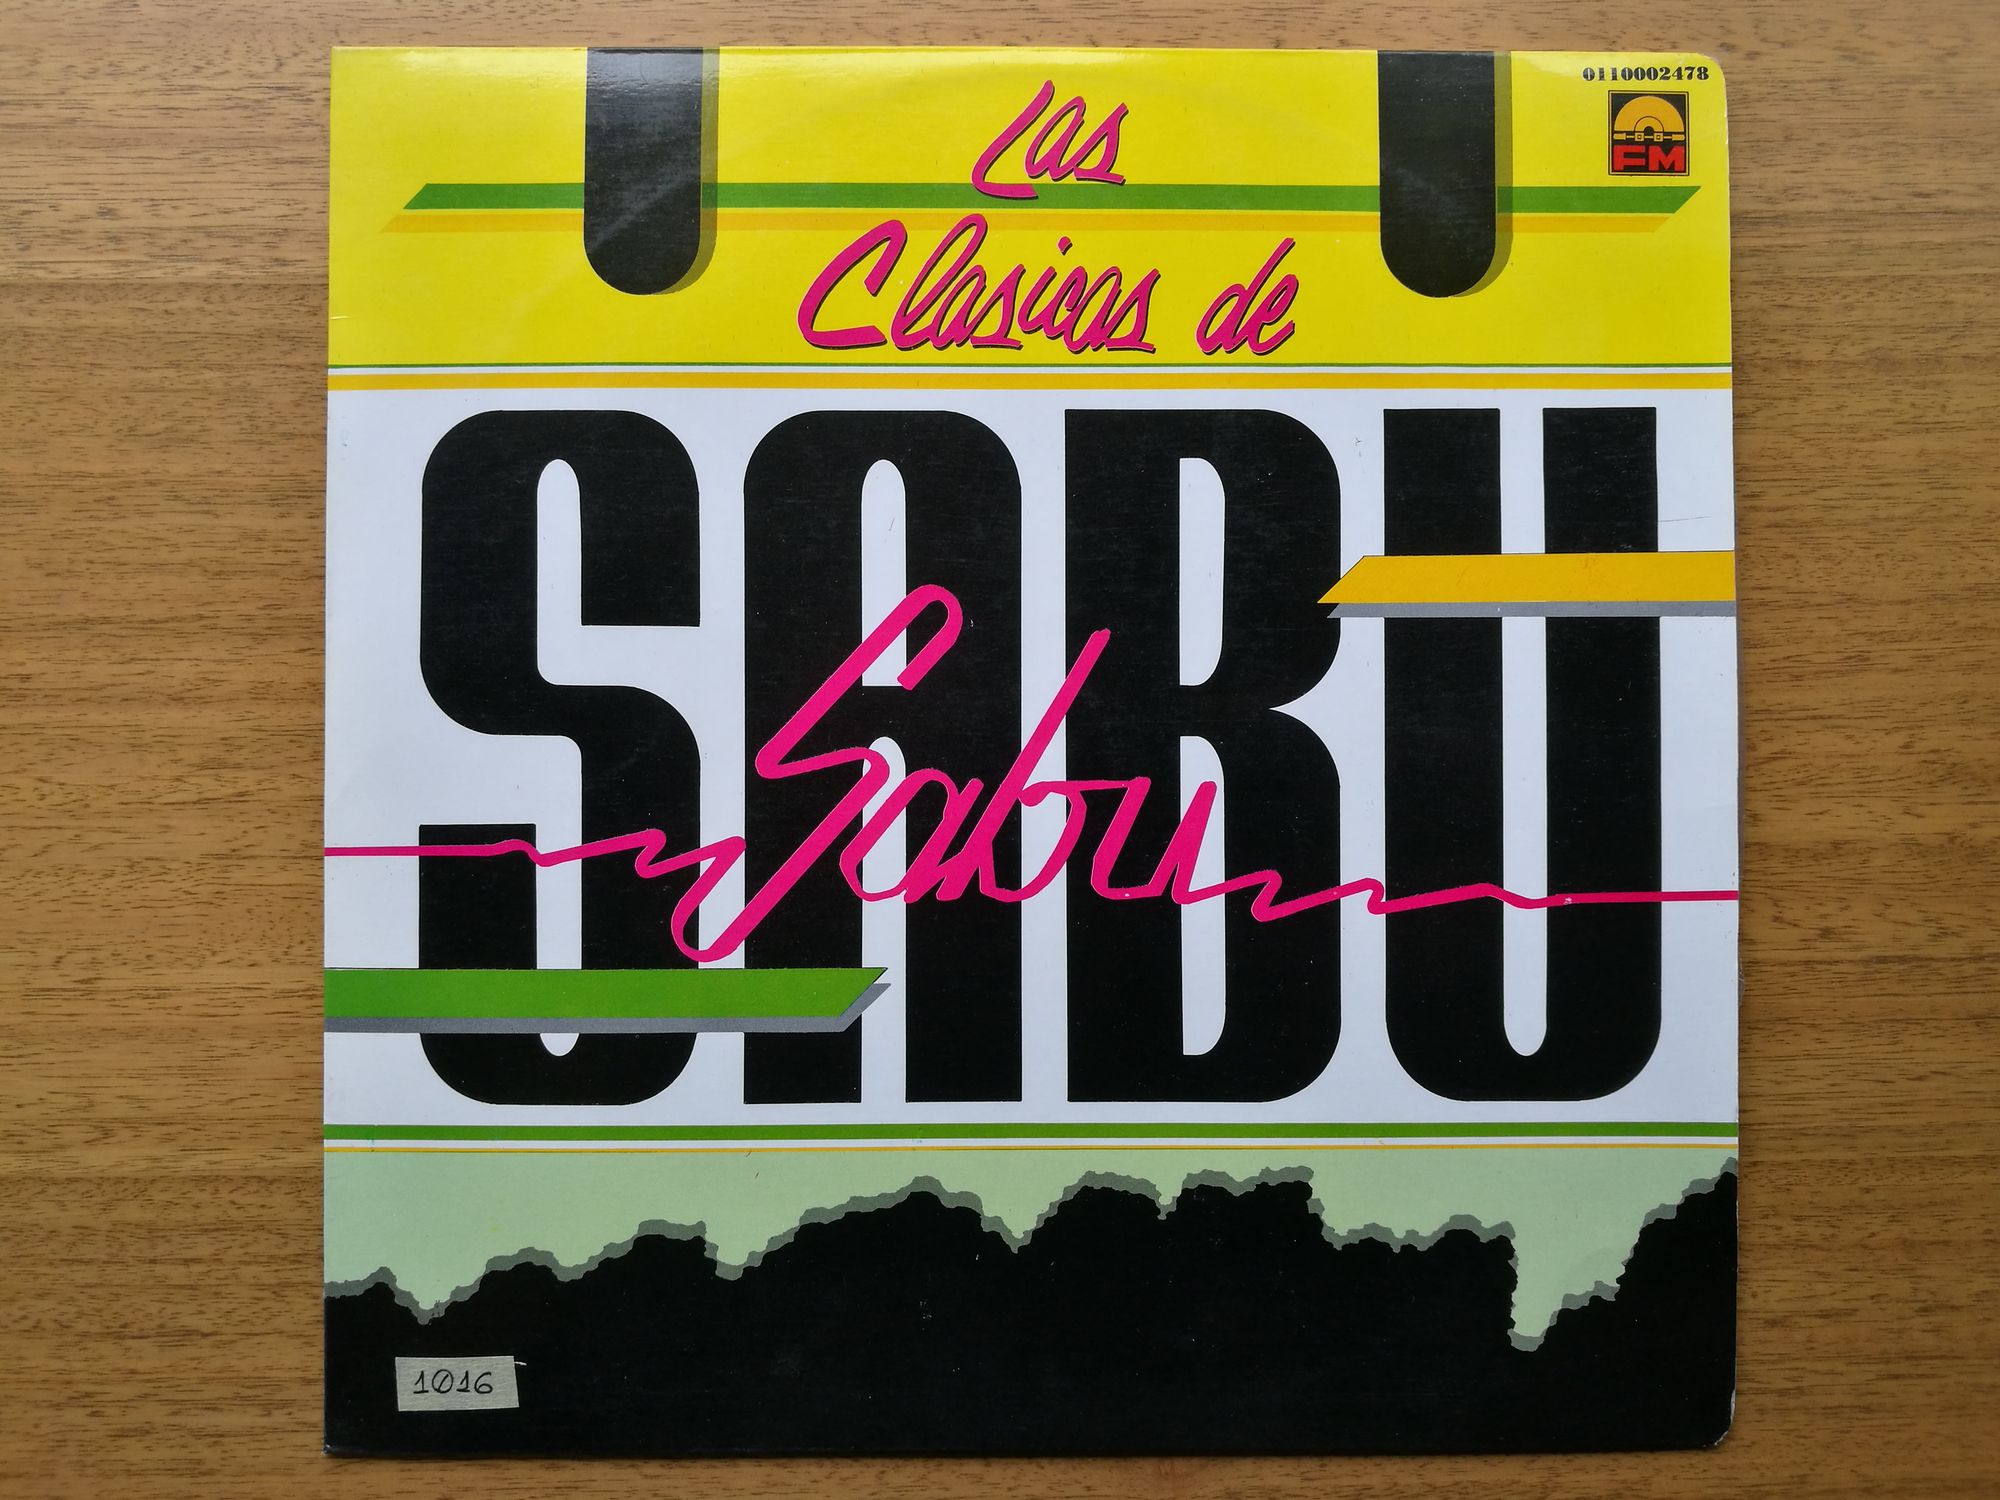 0110002478
FM
Las
Clasicas de
SABU
Sabu
1016